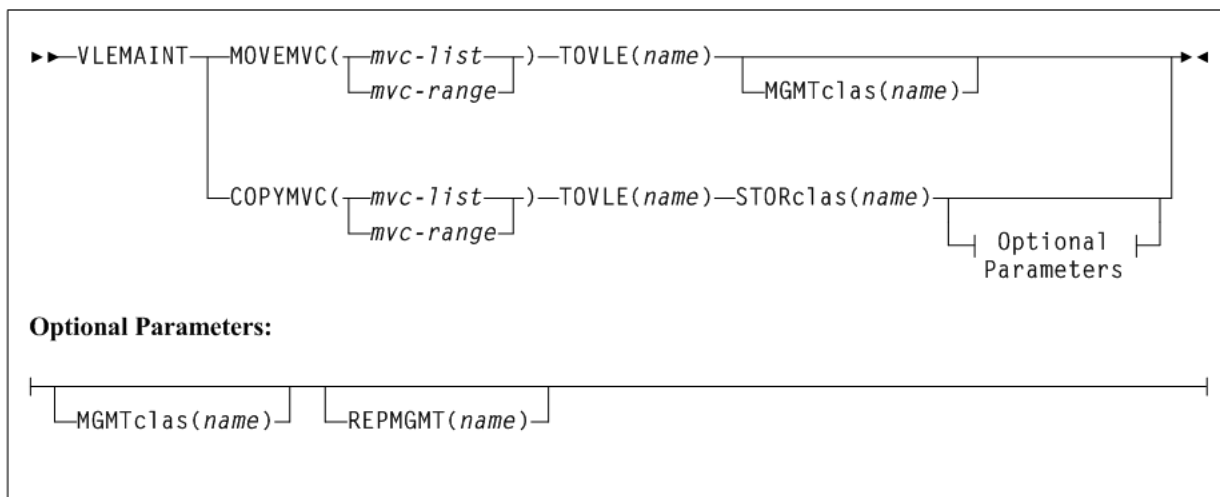 VLEMAINT MOVEMVC( mvc-list ) TOVLE(name)
mvc-range MGMTclas(name)
COPYMVC( mvc-list ) TOVLE(name) STORclas(name)
mvc-range Optional
Parameters
Optional Parameters:
MGMTclas(name) REPMGMT(name)